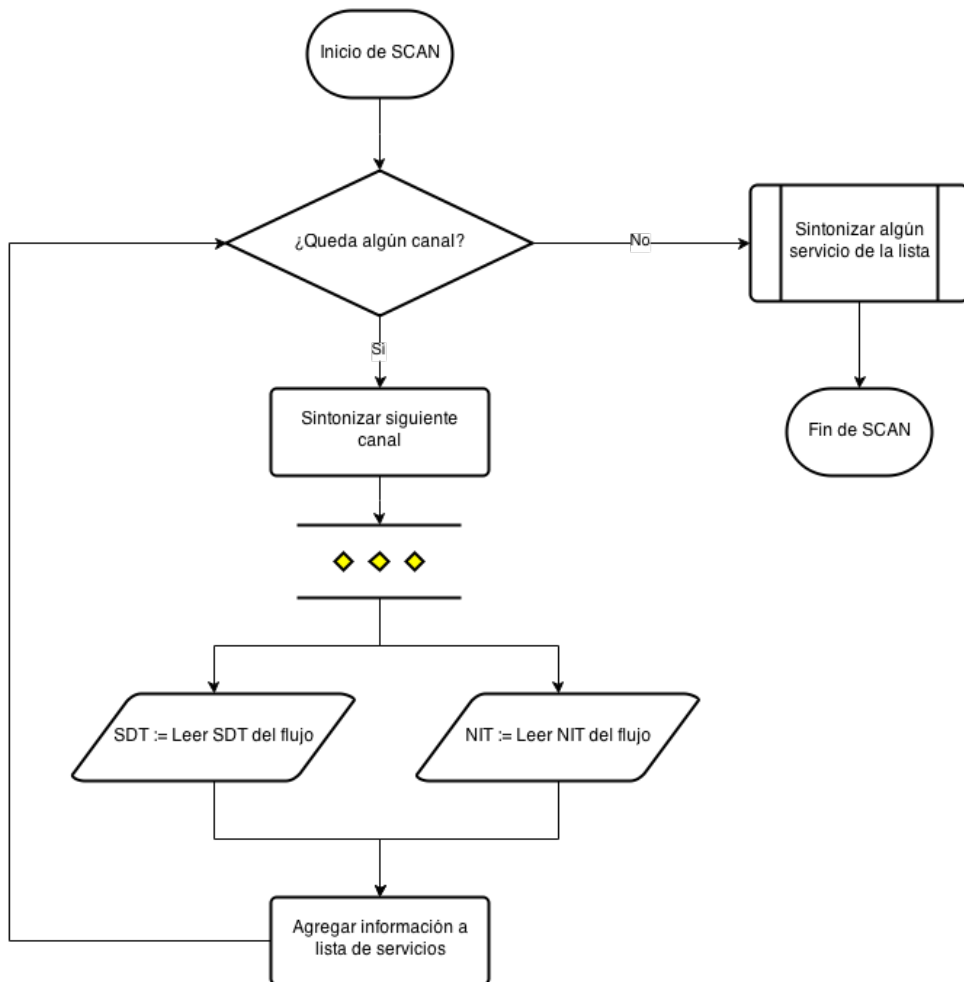 Inicio de SCAN
¿Queda algún canal?
No
Sintonizar algún
servicio de la lista
Si
Sintonizar siguiente
canal
Fin de SCAN
SDT := Leer SDT del flujo
NIT := Leer NIT del flujo
Agregar información a
lista de servicios